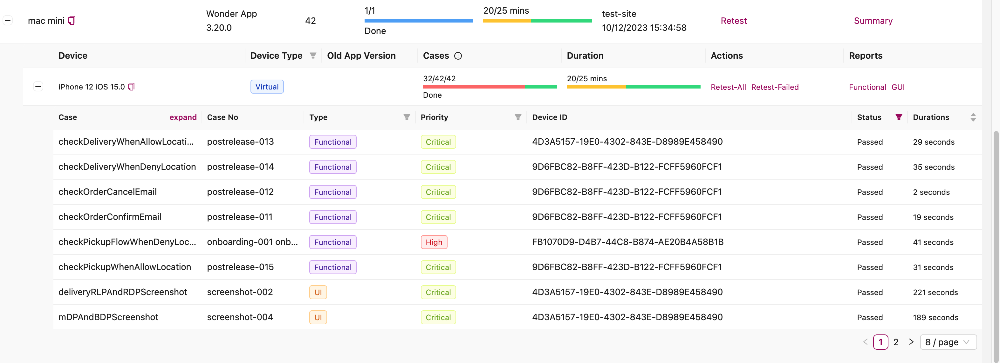 mac mini Wonder App 3.20.0 42 1/1 Done 20/25 mins test-site 10/12/2023 15:34:58 Retest Summary
Device Device Type Old App Version Cases Duration Actions Reports
iPhone 12 iOS 15.0 Virtual 32/42/42 Done 20/25 mins Retest-All Retest-Failed Functional GUI
Case expand Case No Type Priority Device ID Status Durations
checkDeliveryWhenAllowLocati... postrelease-013 Functional Critical 4D3A5157-19E0-4302-843E-D8989E458490 Passed 29 seconds
checkDeliveryWhenDenyLocation postrelease-014 Functional Critical 9D6FBC82-B8FF-423D-B122-FCFF5960FCF1 Passed 35 seconds
checkOrderCancelEmail postrelease-012 Functional Critical 9D6FBC82-B8FF-423D-B122-FCFF5960FCF1 Passed 2 seconds
checkOrderConfirmEmail postrelease-011 Functional Critical 9D6FBC82-B8FF-423D-B122-FCFF5960FCF1 Passed 19 seconds
checkPickupFlowWhenDenyLoc... onboarding-001 onb... Functional High FB1070D9-D4B7-44C8-B874-AE20B4A58B1B Passed 41 seconds
checkPickupWhenAllowLocation postrelease-015 Functional Critical 9D6FBC82-B8FF-423D-B122-FCFF5960FCF1 Passed 31 seconds
deliveryRLPAndRDPScreenshot screenshot-002 UI Critical 4D3A5157-19E0-4302-843E-D8989E458490 Passed 221 seconds
mDPAndBDPScreenshot screenshot-004 UI Critical 4D3A5157-19E0-4302-843E-D8989E458490 Passed 189 seconds
< 1 2 > 8 / page